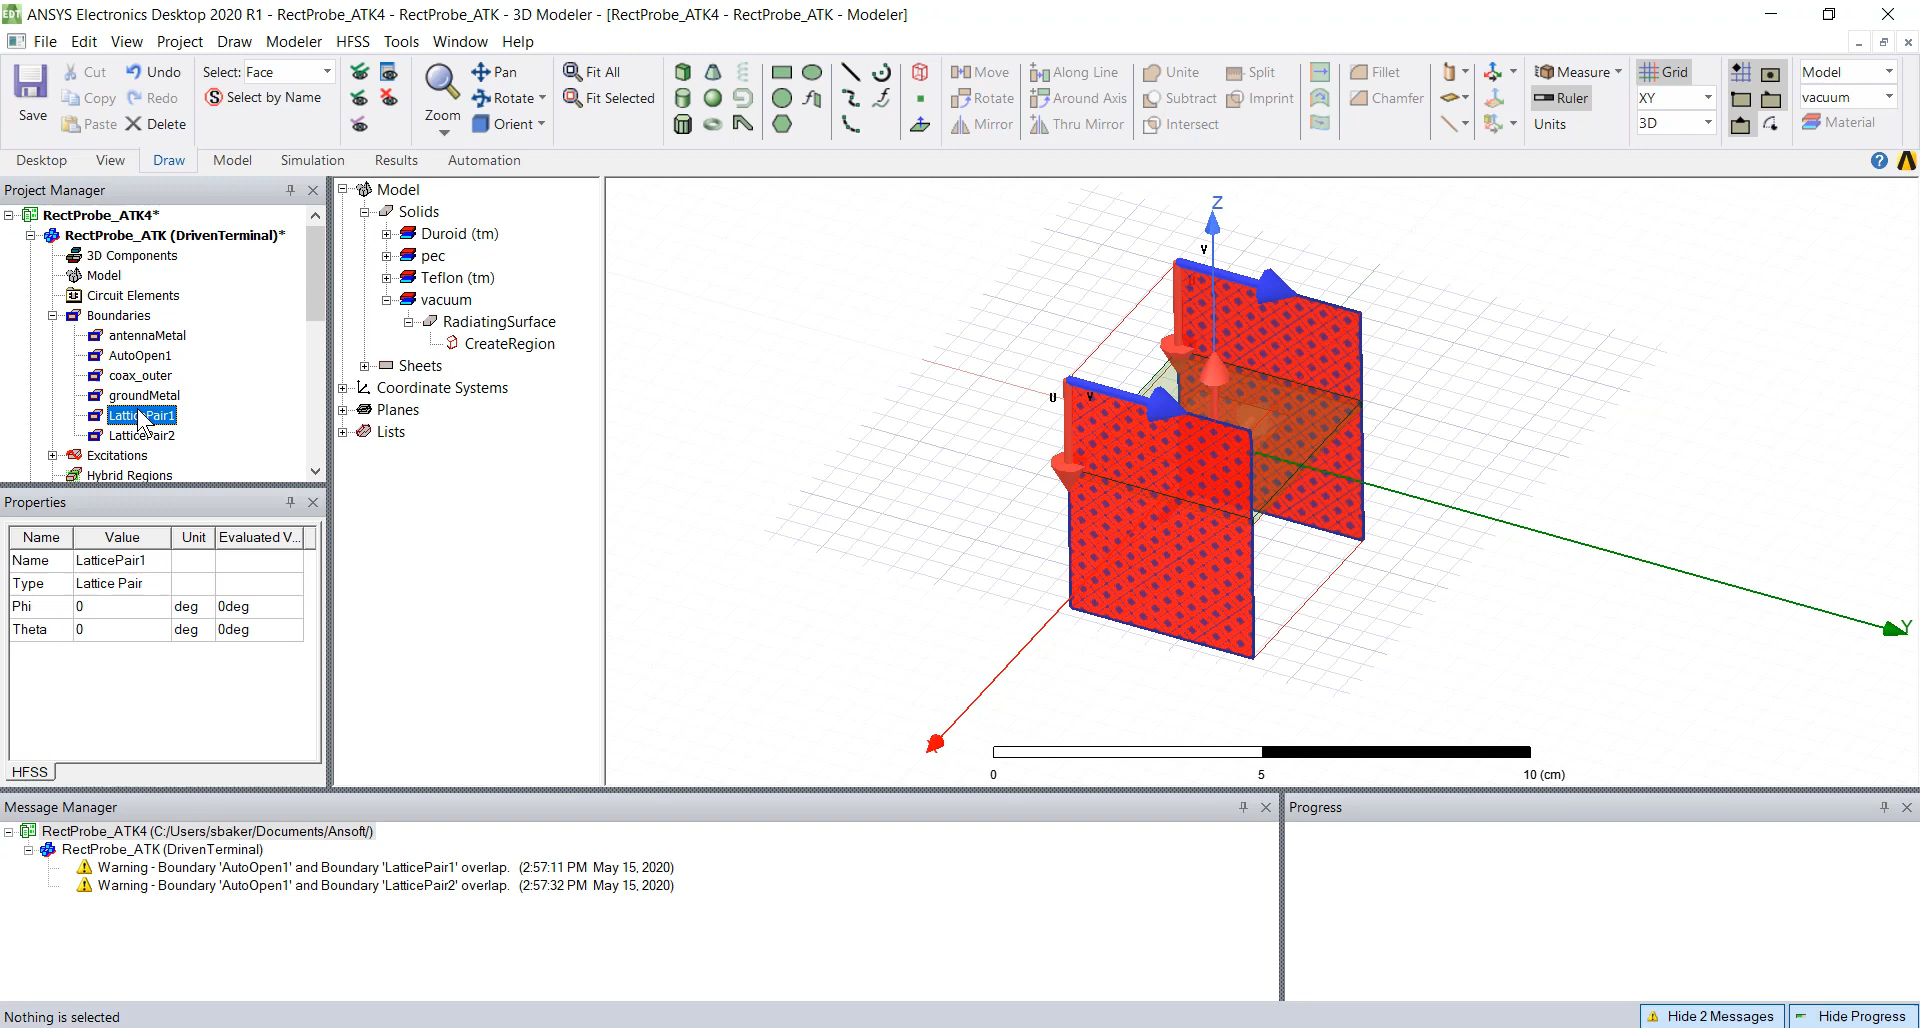 ANSYS Electronics Desktop 2020 R1 - RectProbe_ATK4 - RectProbe_ATK - 3D Modeler - [RectProbe_ATK4 - RectProbe_ATK - Modeler]
File Edit View Project Draw Modeler HFSS Tools Window Help
Save
Cut Undo
Copy Redo
Paste Delete
Select: Face
Select by Name
Zoom
Pan
Rotate
Orient
Fit All
Fit Selected
Move
Rotate
Mirror
Along Line
Around Axis
Thru Mirror
Unite
Subtract
Intersect
Split
Imprint
Fillet
Chamfer
Measure
Ruler
Units
Grid
XY
3D
Model
vacuum
Material
Desktop View Draw Model Simulation Results Automation
Project Manager
RectProbe_ATK4*
RectProbe_ATK (DrivenTerminal)*
3D Components
Model
Circuit Elements
Boundaries
antennaMetal
AutoOpen1
coax_outer
groundMetal
LatticePair1
LatticePair2
Excitations
Hybrid Regions
Properties
Name Value Unit Evaluated V...
Name LatticePair1
Type Lattice Pair
Phi 0 deg 0deg
Theta 0 deg 0deg
HFSS
Model
Solids
Duroid (tm)
pec
Teflon (tm)
vacuum
RadiatingSurface
CreateRegion
Sheets
Coordinate Systems
Planes
Lists
Z
V
U
V
Y
0 5 10 (cm)
Message Manager
RectProbe_ATK4 (C:/Users/sbaker/Documents/Ansoft/)
RectProbe_ATK (DrivenTerminal)
Warning - Boundary 'AutoOpen1' and Boundary 'LatticePair1' overlap. (2:57:11 PM May 15, 2020)
Warning - Boundary 'AutoOpen1' and Boundary 'LatticePair2' overlap. (2:57:32 PM May 15, 2020)
Progress
Nothing is selected
Hide 2 Messages
Hide Progress